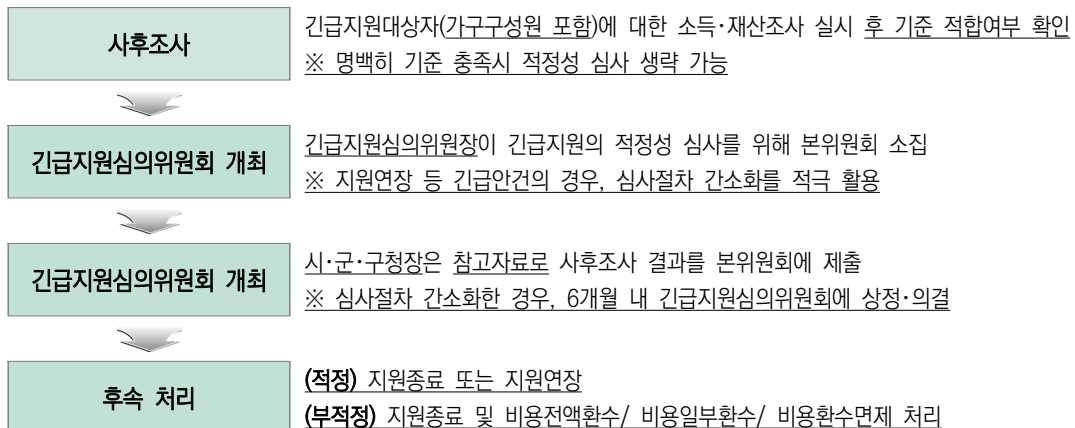 사후조사
긴급지원대상자(가구구성원 포함)에 대한 소득·재산조사 실시 후 기준 적합여부 확인
※ 명백히 기준 충족시 적정성 심사 생략 가능
긴급지원심의위원회 개최
긴급지원심의위원장이 긴급지원의 적정성 심사를 위해 본위원회 소집
※ 지원연장 등 긴급안건의 경우, 심사절차 간소화를 적극 활용
긴급지원심의위원회 개최
시·군·구청장은 참고자료로 사후조사 결과를 본위원회에 제출
※ 심사절차 간소화한 경우, 6개월 내 긴급지원심의위원회에 상정·의결
후속 처리
(적정) 지원종료 또는 지원연장
(부적정) 지원종료 및 비용전액환수/ 비용일부환수/ 비용환수면제 처리